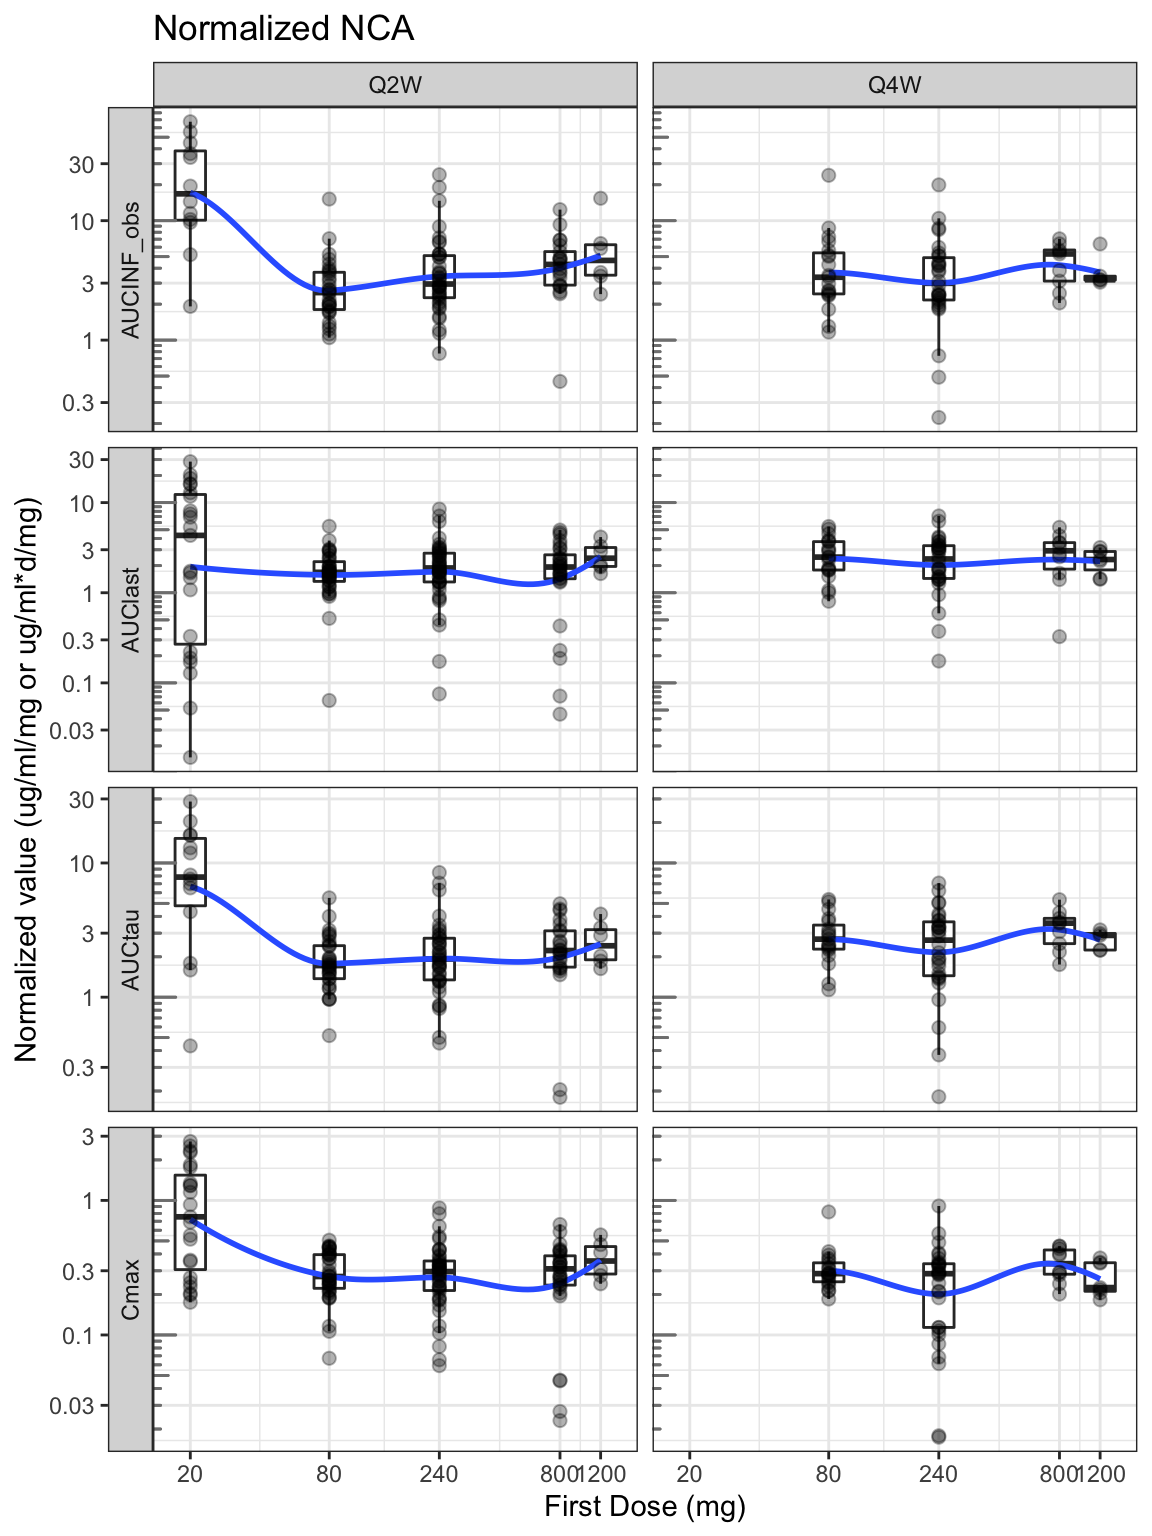 Normalized NCA
Q2W
Q4W
AUCINF_obs
30
10
3
1
0.3
AUClast
30
10
3
1
0.3
0.1
0.03
AUCtau
30
10
3
1
0.3
Cmax
3
1
0.3
0.1
0.03
Normalized value (ug/ml/mg or ug/ml*d/mg)
20 80 240 800 1200
20 80 240 800 1200
First Dose (mg)